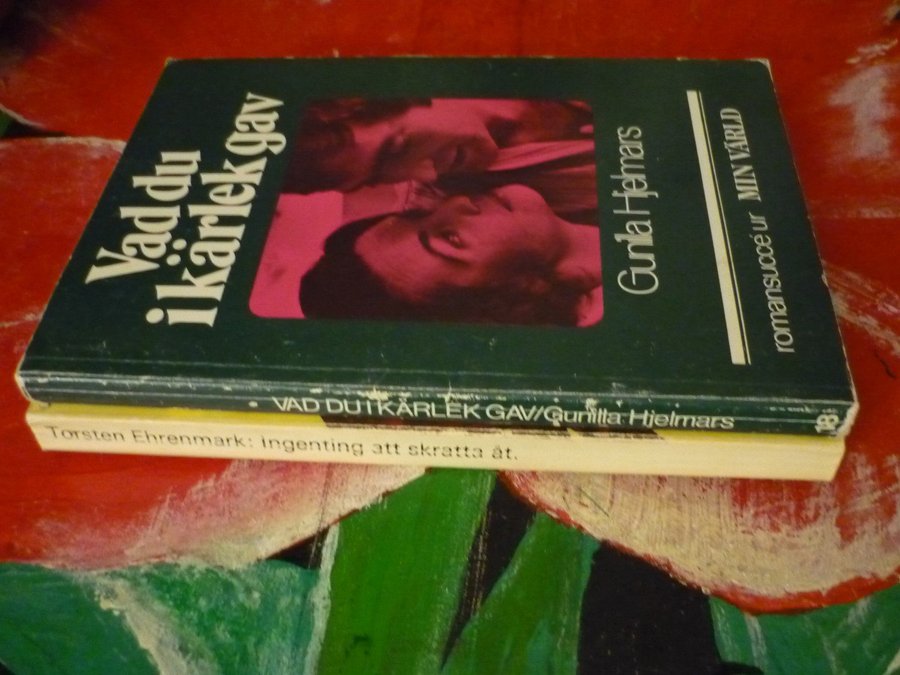 Vad du
i kärlek gav
Gunilla Hjelmars
romansuccé ur MIN VÄRLD
VAD DU I KÄRLEK GAV/Gunilla Hjelmars
Torsten Ehrenmark: Ingenting att skratta åt.